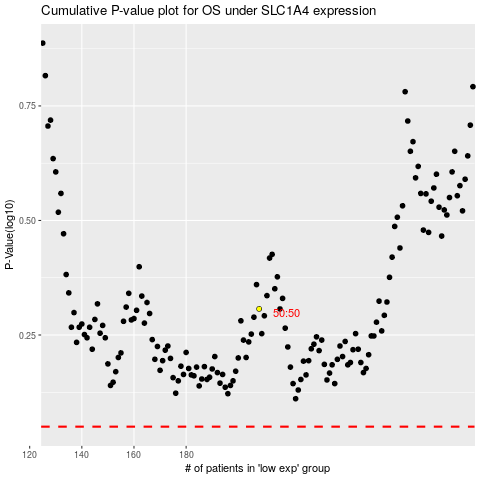 Cumulative P-value plot for OS under SLC1A4 expression
P-Value(log10)
0.75
0.50
0.25
50:50
120 140 160 180
# of patients in 'low exp' group